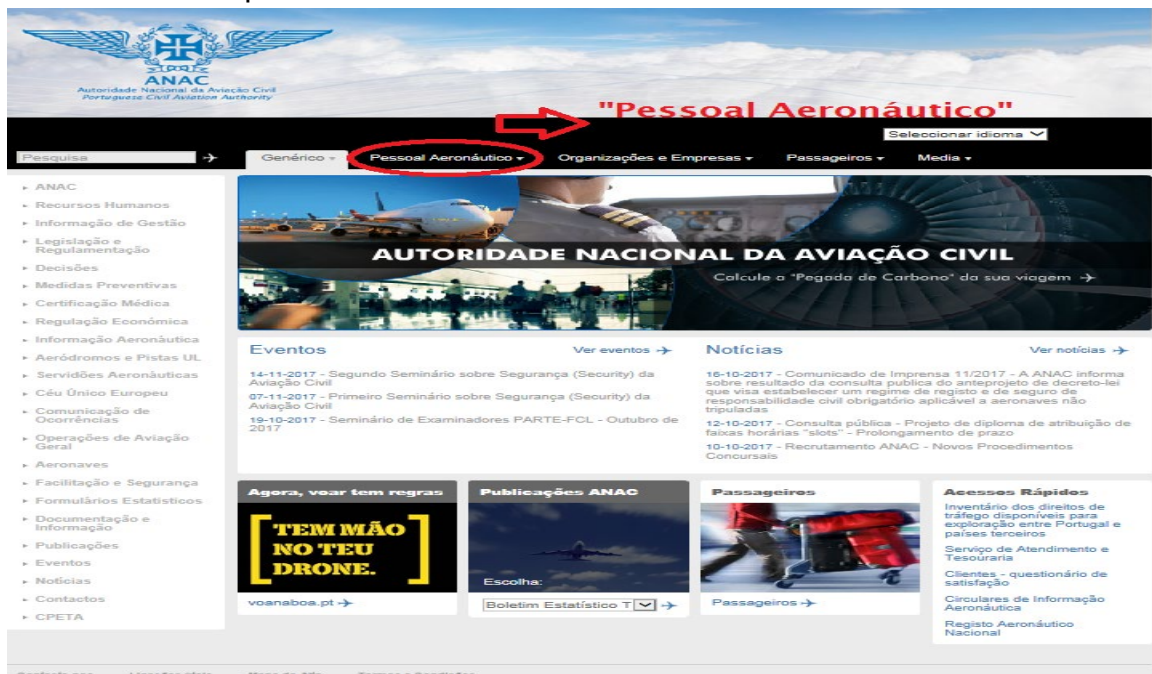 ANAC
Autoridade Nacional da Aviação Civil
Portuguese Civil Aviation Authority
"Pessoal Aeronáutico"
Seleccionar idioma
Pesquisa
Genérico
Pessoal Aeronáutico
Organizações e Empresas
Passageiros
Media
ANAC
Recursos Humanos
Informação de Gestão
Legislação e
Regulamentação
Decisões
Medidas Preventivas
Certificação Médica
Regulação Económica
Informação Aeronáutica
Aeródromos e Pistas UL
Servidões Aeronáuticas
Céu Único Europeu
Comunicação de
Ocorrências
Operações de Aviação
Geral
Aeronaves
Facilitação e Segurança
Formulários Estatísticos
Documentação e
Informação
Publicações
Eventos
Notícias
Contactos
CPETA
AUTORIDADE NACIONAL DA AVIAÇÃO CIVIL
Calcule a "Pegada de Carbono" da sua viagem
Eventos
Ver eventos
14-11-2017 - Segundo Seminário sobre Segurança (Security) da
Aviação Civil
07-11-2017 - Primeiro Seminário sobre Segurança (Security) da
Aviação Civil
19-10-2017 - Seminário de Examinadores PARTE-FCL - Outubro de
2017
Notícias
Ver notícias
16-10-2017 - Comunicado de Imprensa 11/2017 - A ANAC informa
sobre resultado da consulta publica do anteprojeto de decreto-lei
que visa estabelecer um regime de registo e de seguro de
responsabilidade civil obrigatório aplicável a aeronaves não
tripuladas
12-10-2017 - Consulta pública - Projeto de diploma de atribuição de
faixas horárias "slots" - Prolongamento de prazo
10-10-2017 - Recrutamento ANAC - Novos Procedimentos
Concursais
Agora, voar tem regras
TEM MÃO
NO TEU
DRONE.
voanaboa.pt
Publicações ANAC
Escolha:
Boletim Estatístico T
Passageiros
Passageiros
Acessos Rápidos
Inventário dos direitos de
tráfego disponíveis para
exploração entre Portugal e
países terceiros
Serviço de Atendimento e
Tesouraria
Clientes - questionário de
satisfação
Circulares de Informação
Aeronáutica
Registo Aeronáutico
Nacional